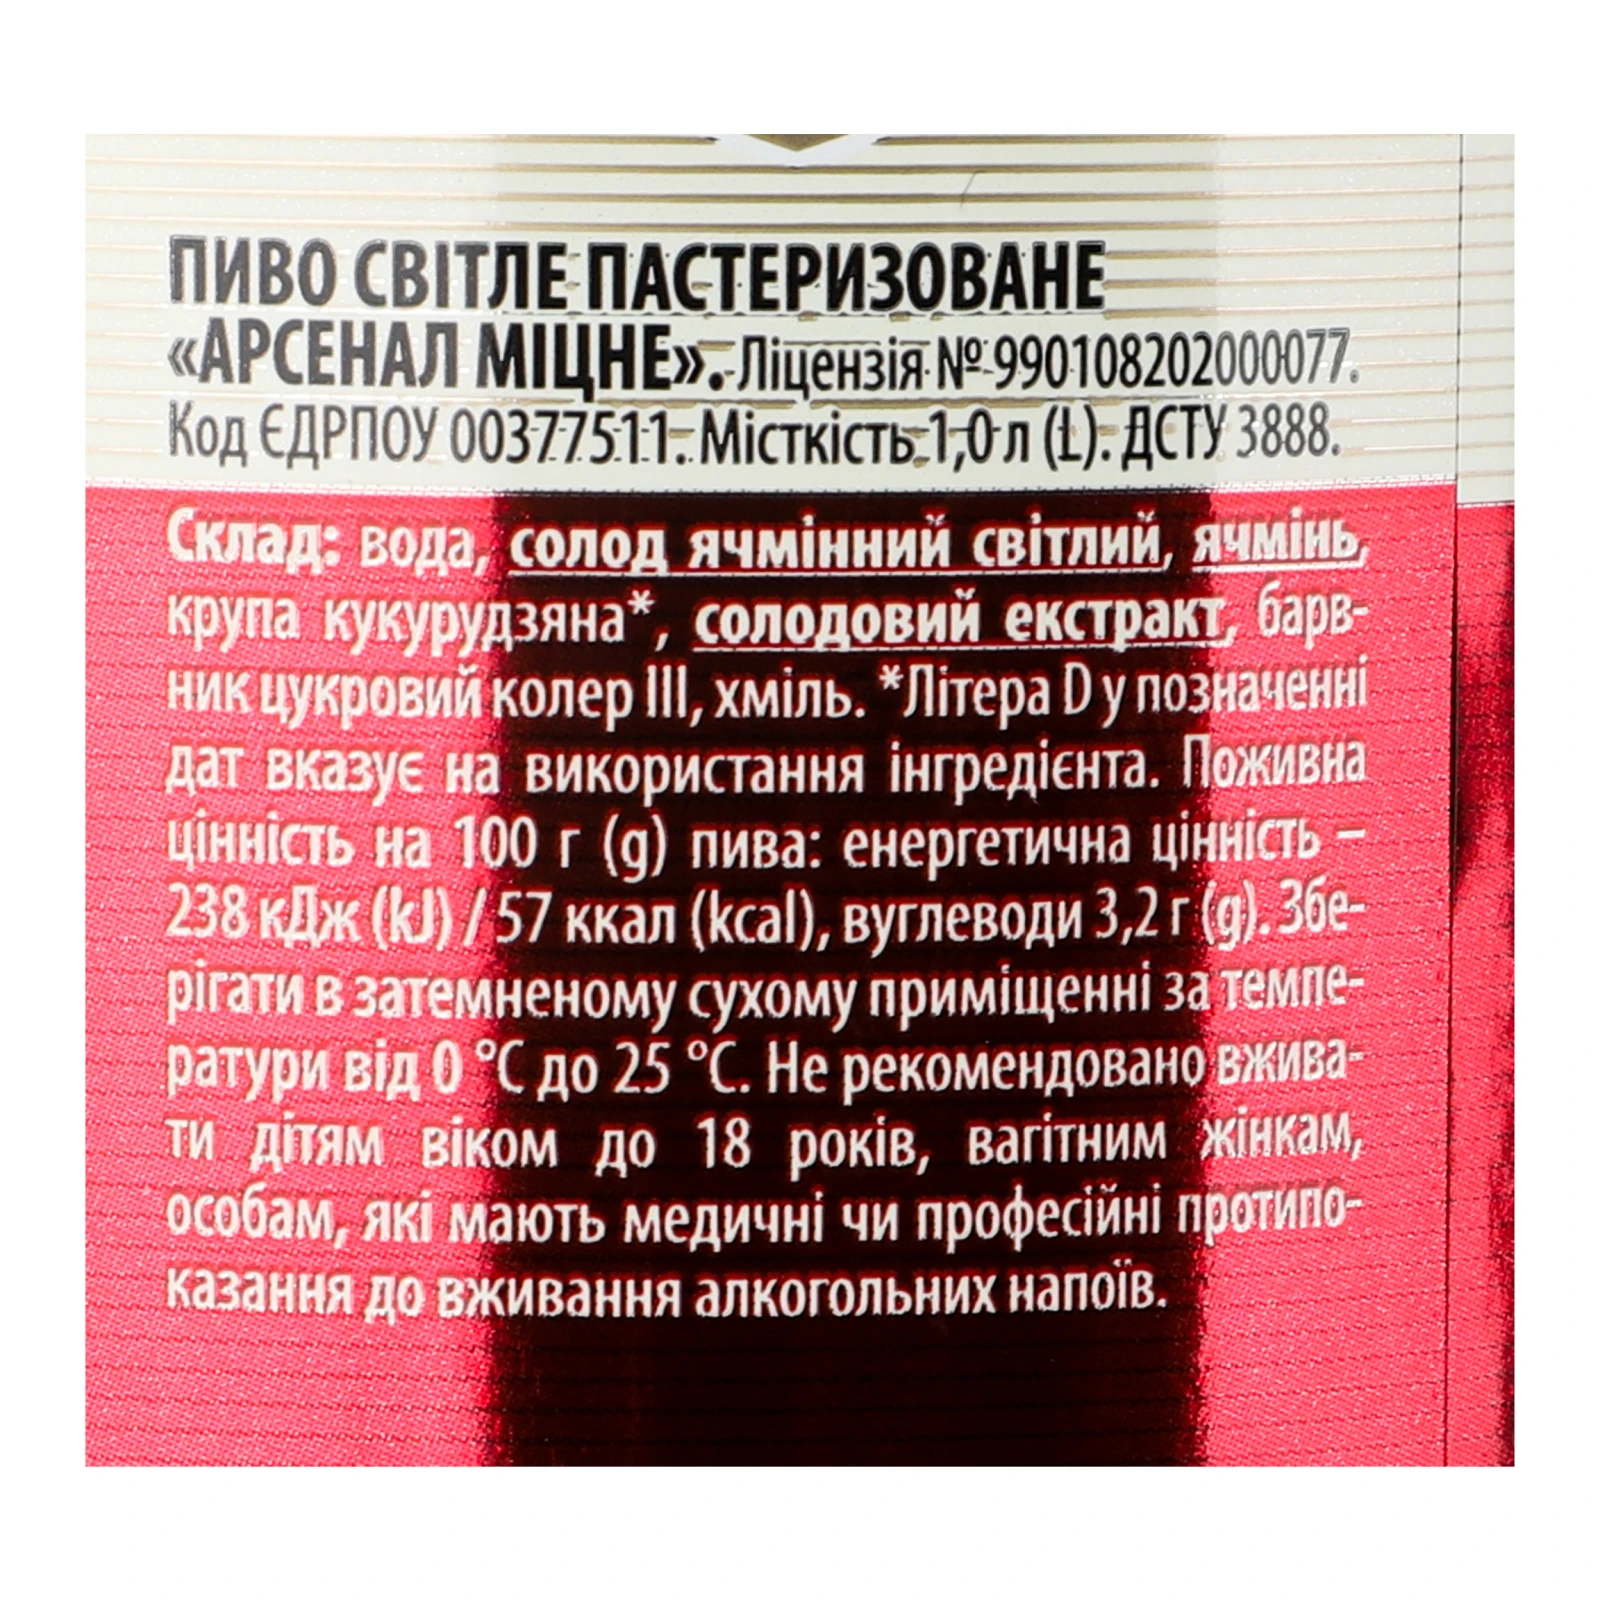 ПИВО СВІТЛЕ ПАСТЕРИЗОВАНЕ
«АРСЕНАЛ МІЦНЕ». Ліцензія № 990108202000077.
Код ЄДРПОУ 00377511. Місткість 1,0 л (L). ДСТУ 3888.
Склад: вода, солод ячмінний світлий, ячмінь,
крупа кукурудзяна*, солодовий екстракт, барв-
ник цукровий колер III, хміль. *Літера D у позначенні
дат вказує на використання інгредієнта. Поживна
цінність на 100 г (g) пива: енергетична цінність –
238 кДж (kJ) / 57 ккал (kcal), вуглеводи 3,2 г (g). Збе-
рігати в затемненому сухому приміщенні за темпе-
ратури від 0 °С до 25 °С. Не рекомендовано вжива-
ти дітям віком до 18 років, вагітним жінкам,
особам, які мають медичні чи професійні протипо-
казання до вживання алкогольних напоїв.